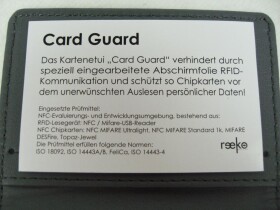 Card Guard
Das Kartenetui „Card Guard“ verhindert durch
speziell eingearbeitete Abschirmfolie RFID-
Kommunikation und schützt so Chipkarten vor
dem unerwünschten Auslesen personlicher Daten!
Eingesetzte Prüfmittel:
NFC-Evaluierungs- und Entwicklungsumgebung, bestehend aus:
RFID-Lesegerät: NFC / Mifare-USB-Reader
NFC Chipkarten: NFC MIFARE Ultralight, NFC MIFARE Standard 1k, MIFARE
DESFire, Topaz-Jewel
Die Prüfmittel erfüllen folgende Normen:
ISO 18092, ISO 14443A/B, FeliCa, ISO 14443-4
reeko